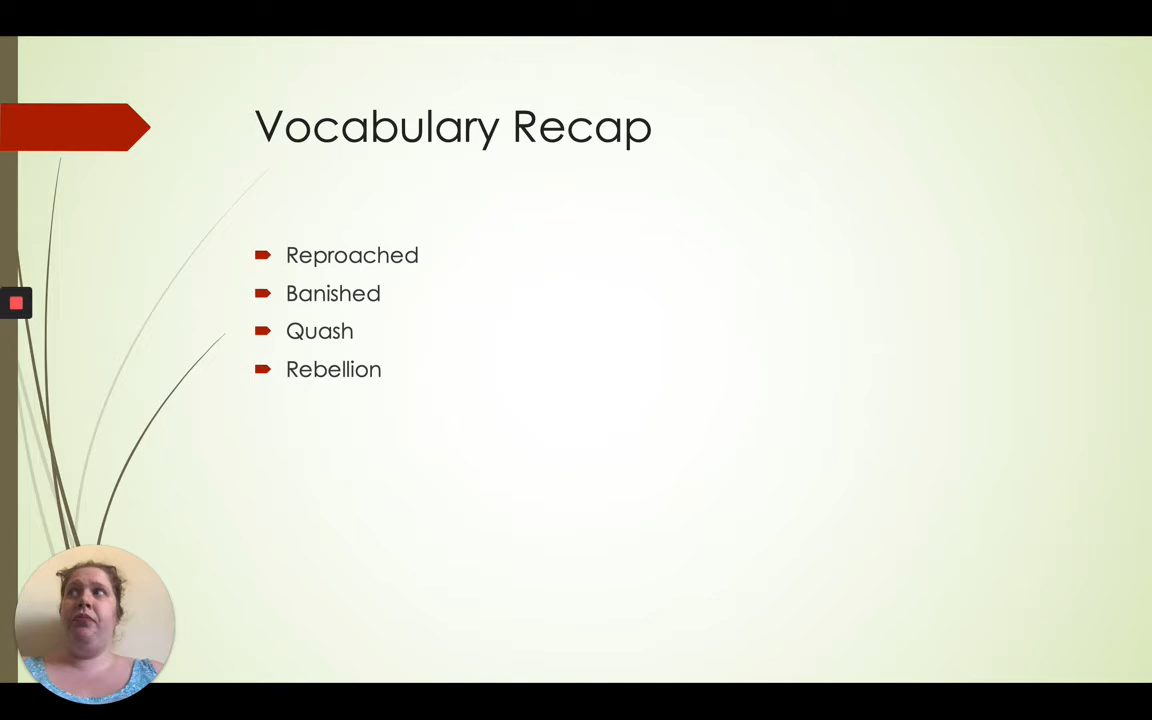 Vocabulary Recap
Reproached
Banished
Quash
Rebellion